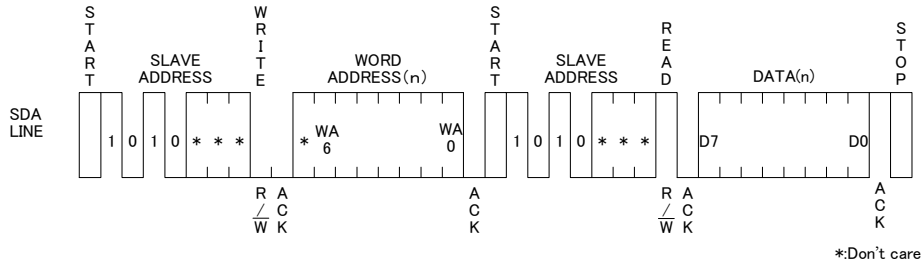 START
WRITE
START
READ
STOP
SLAVE
ADDRESS
WORD
ADDRESS(n)
SLAVE
ADDRESS
DATA(n)
SDA
LINE
1 0 1 0 * * *
* WA
6
WA
0
1 0 1 0 * * *
D7
D0
R/W
ACK
ACK
R/W
ACK
ACK
*:Don't care